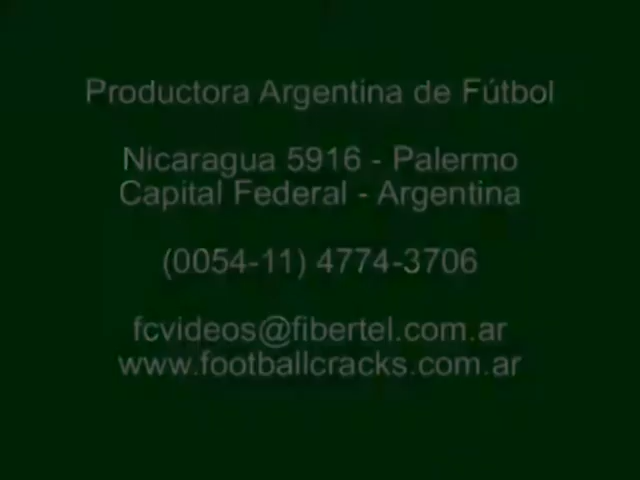 Productora Argentina de Fútbol
Nicaragua 5916 - Palermo
Capital Federal - Argentina
(0054-11) 4774-3706
fcvideos@fibertel.com.ar
www.footballcracks.com.ar